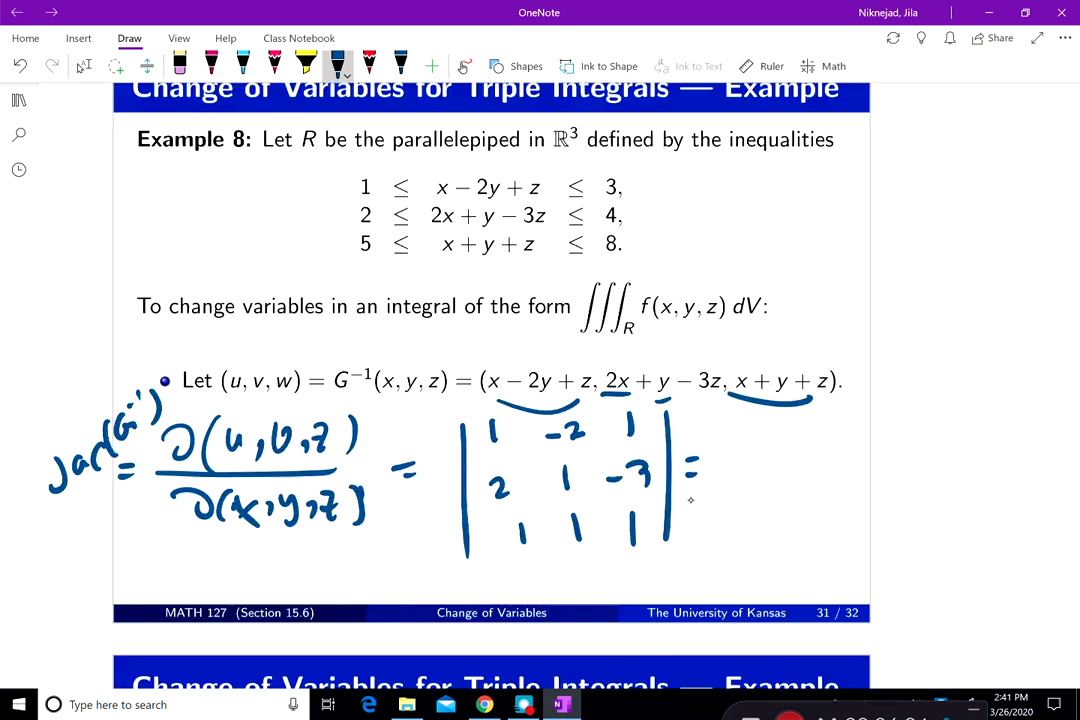 OneNote
Niknejad, Jila
Home Insert Draw View Help Class Notebook
Share
Shapes Ink to Shape Ink to Text Ruler Math
Change of Variables for Triple Integrals — Example
Example 8: Let R be the parallelepiped in ℝ³ defined by the inequalities
1 ≤ x − 2y + z ≤ 3,
2 ≤ 2x + y − 3z ≤ 4,
5 ≤ x + y + z ≤ 8.
To change variables in an integral of the form ∭_R f(x, y, z) dV:
• Let (u, v, w) = G⁻¹(x, y, z) = (x − 2y + z, 2x + y − 3z, x + y + z).
Jac(G⁻¹) = ∂(u, v, z) / ∂(x, y, z) = | 1 -2 1 | =
| 2 1 -3 |
| 1 1 1 |
MATH 127 (Section 15.6) Change of Variables The University of Kansas 31 / 32
Change of Variables for Triple Integrals — Example
Type here to search
2:41 PM
3/26/2020